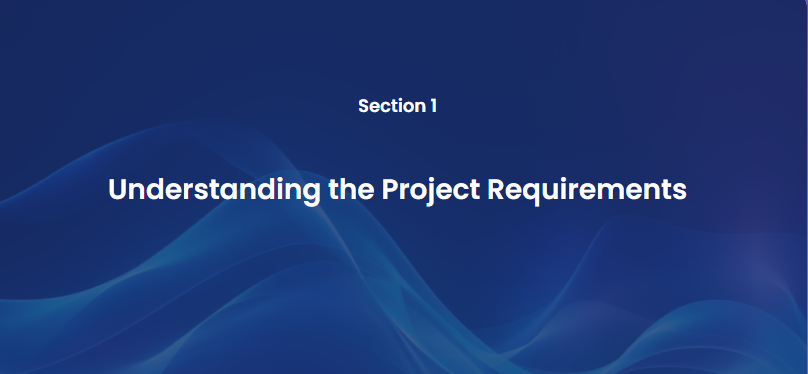 Section 1
Understanding the Project Requirements